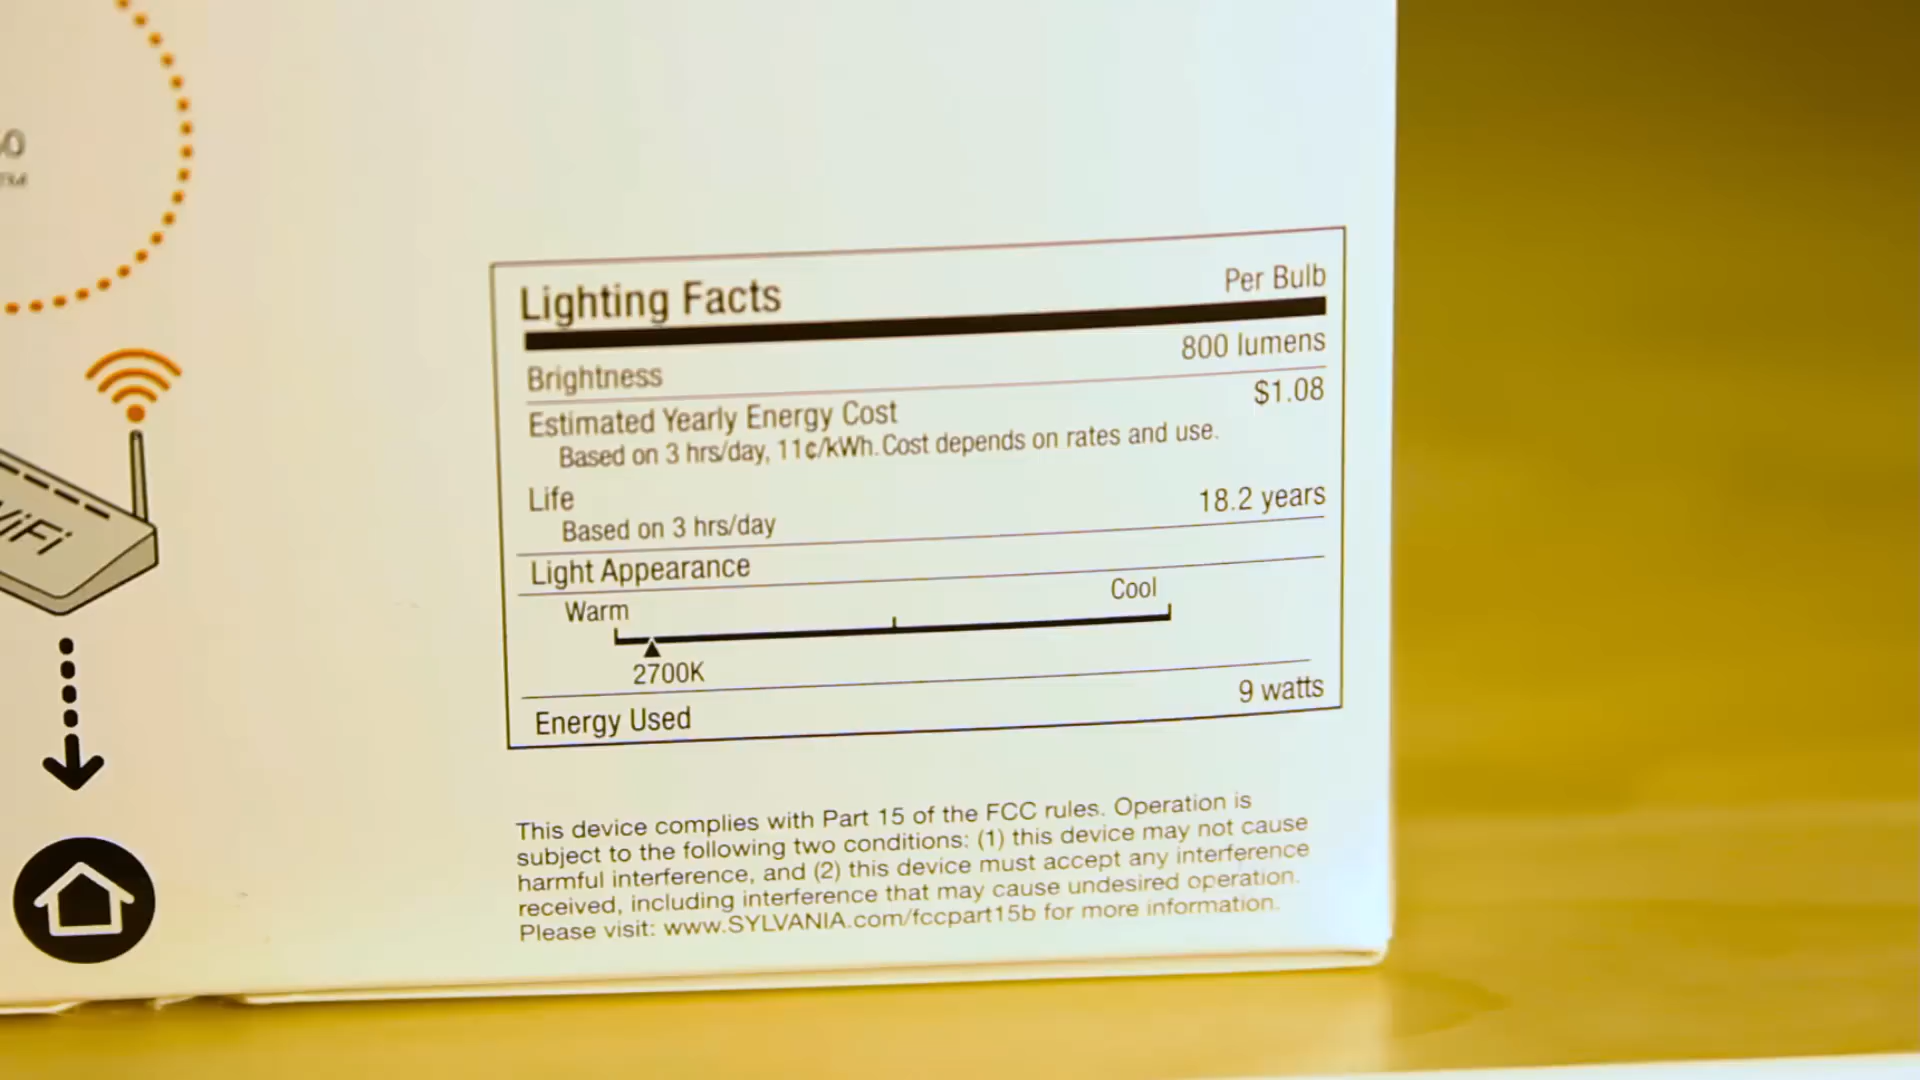 Lighting Facts Per Bulb
Brightness 800 lumens
Estimated Yearly Energy Cost $1.08
Based on 3 hrs/day, 11¢/kWh. Cost depends on rates and use.
Life 18.2 years
Based on 3 hrs/day
Light Appearance
Warm Cool
2700K
Energy Used 9 watts
This device complies with Part 15 of the FCC rules. Operation is
subject to the following two conditions: (1) this device may not cause
harmful interference, and (2) this device must accept any interference
received, including interference that may cause undesired operation.
Please visit: www.SYLVANIA.com/fccpart15b for more information.